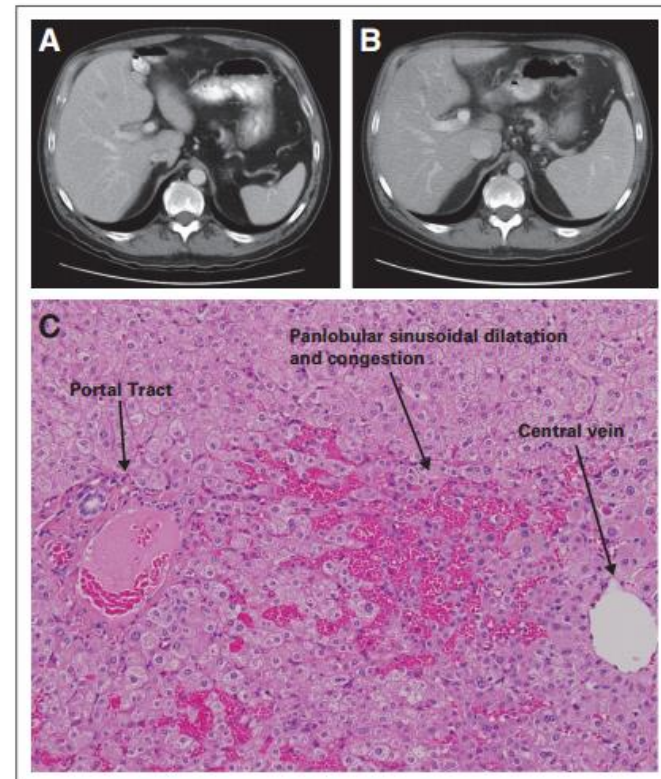 A
B
C
Panlobular sinusoidal dilatation
and congestion
Portal Tract
Central vein